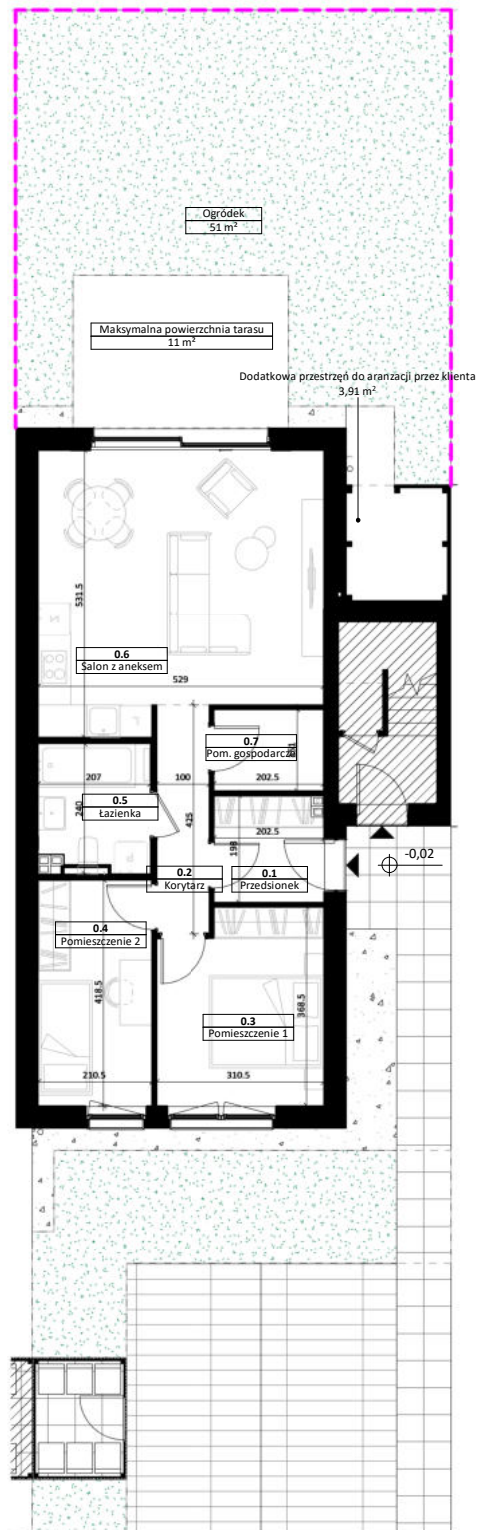 Ogródek
51 m²
Maksymalna powierzchnia tarasu
11 m²
Dodatkowa przestrzeń do aranzacji przez klienta
3,91 m²
531.5
0.6
Salon z aneksem
529
0.7
Pom. gospodarcze
161
207
100
202.5
240
0.5
Łazienka
425
202.5
198
-0,02
0.2
Korytarz
0.1
Przedsionek
0.4
Pomieszczenie 2
418.5
368.5
0.3
Pomieszczenie 1
210.5
310.5